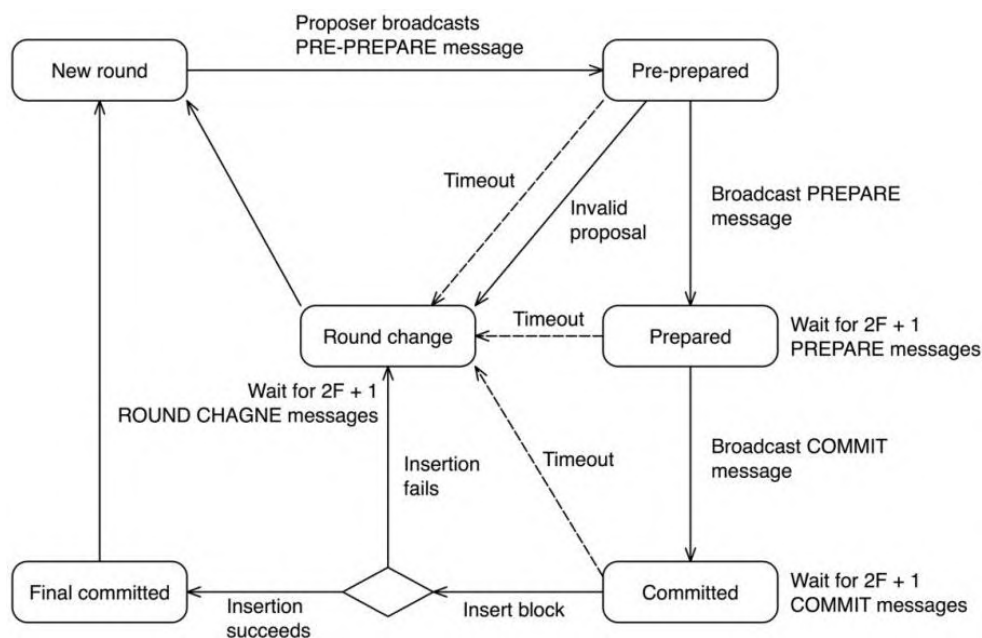 Proposer broadcasts
PRE-PREPARE message
New round
Pre-prepared
Timeout
Invalid
proposal
Broadcast PREPARE
message
Round change
Timeout
Prepared
Wait for 2F + 1
PREPARE messages
Wait for 2F + 1
ROUND CHAGNE messages
Insertion
fails
Timeout
Broadcast COMMIT
message
Final committed
Insertion
succeeds
Insert block
Committed
Wait for 2F + 1
COMMIT messages